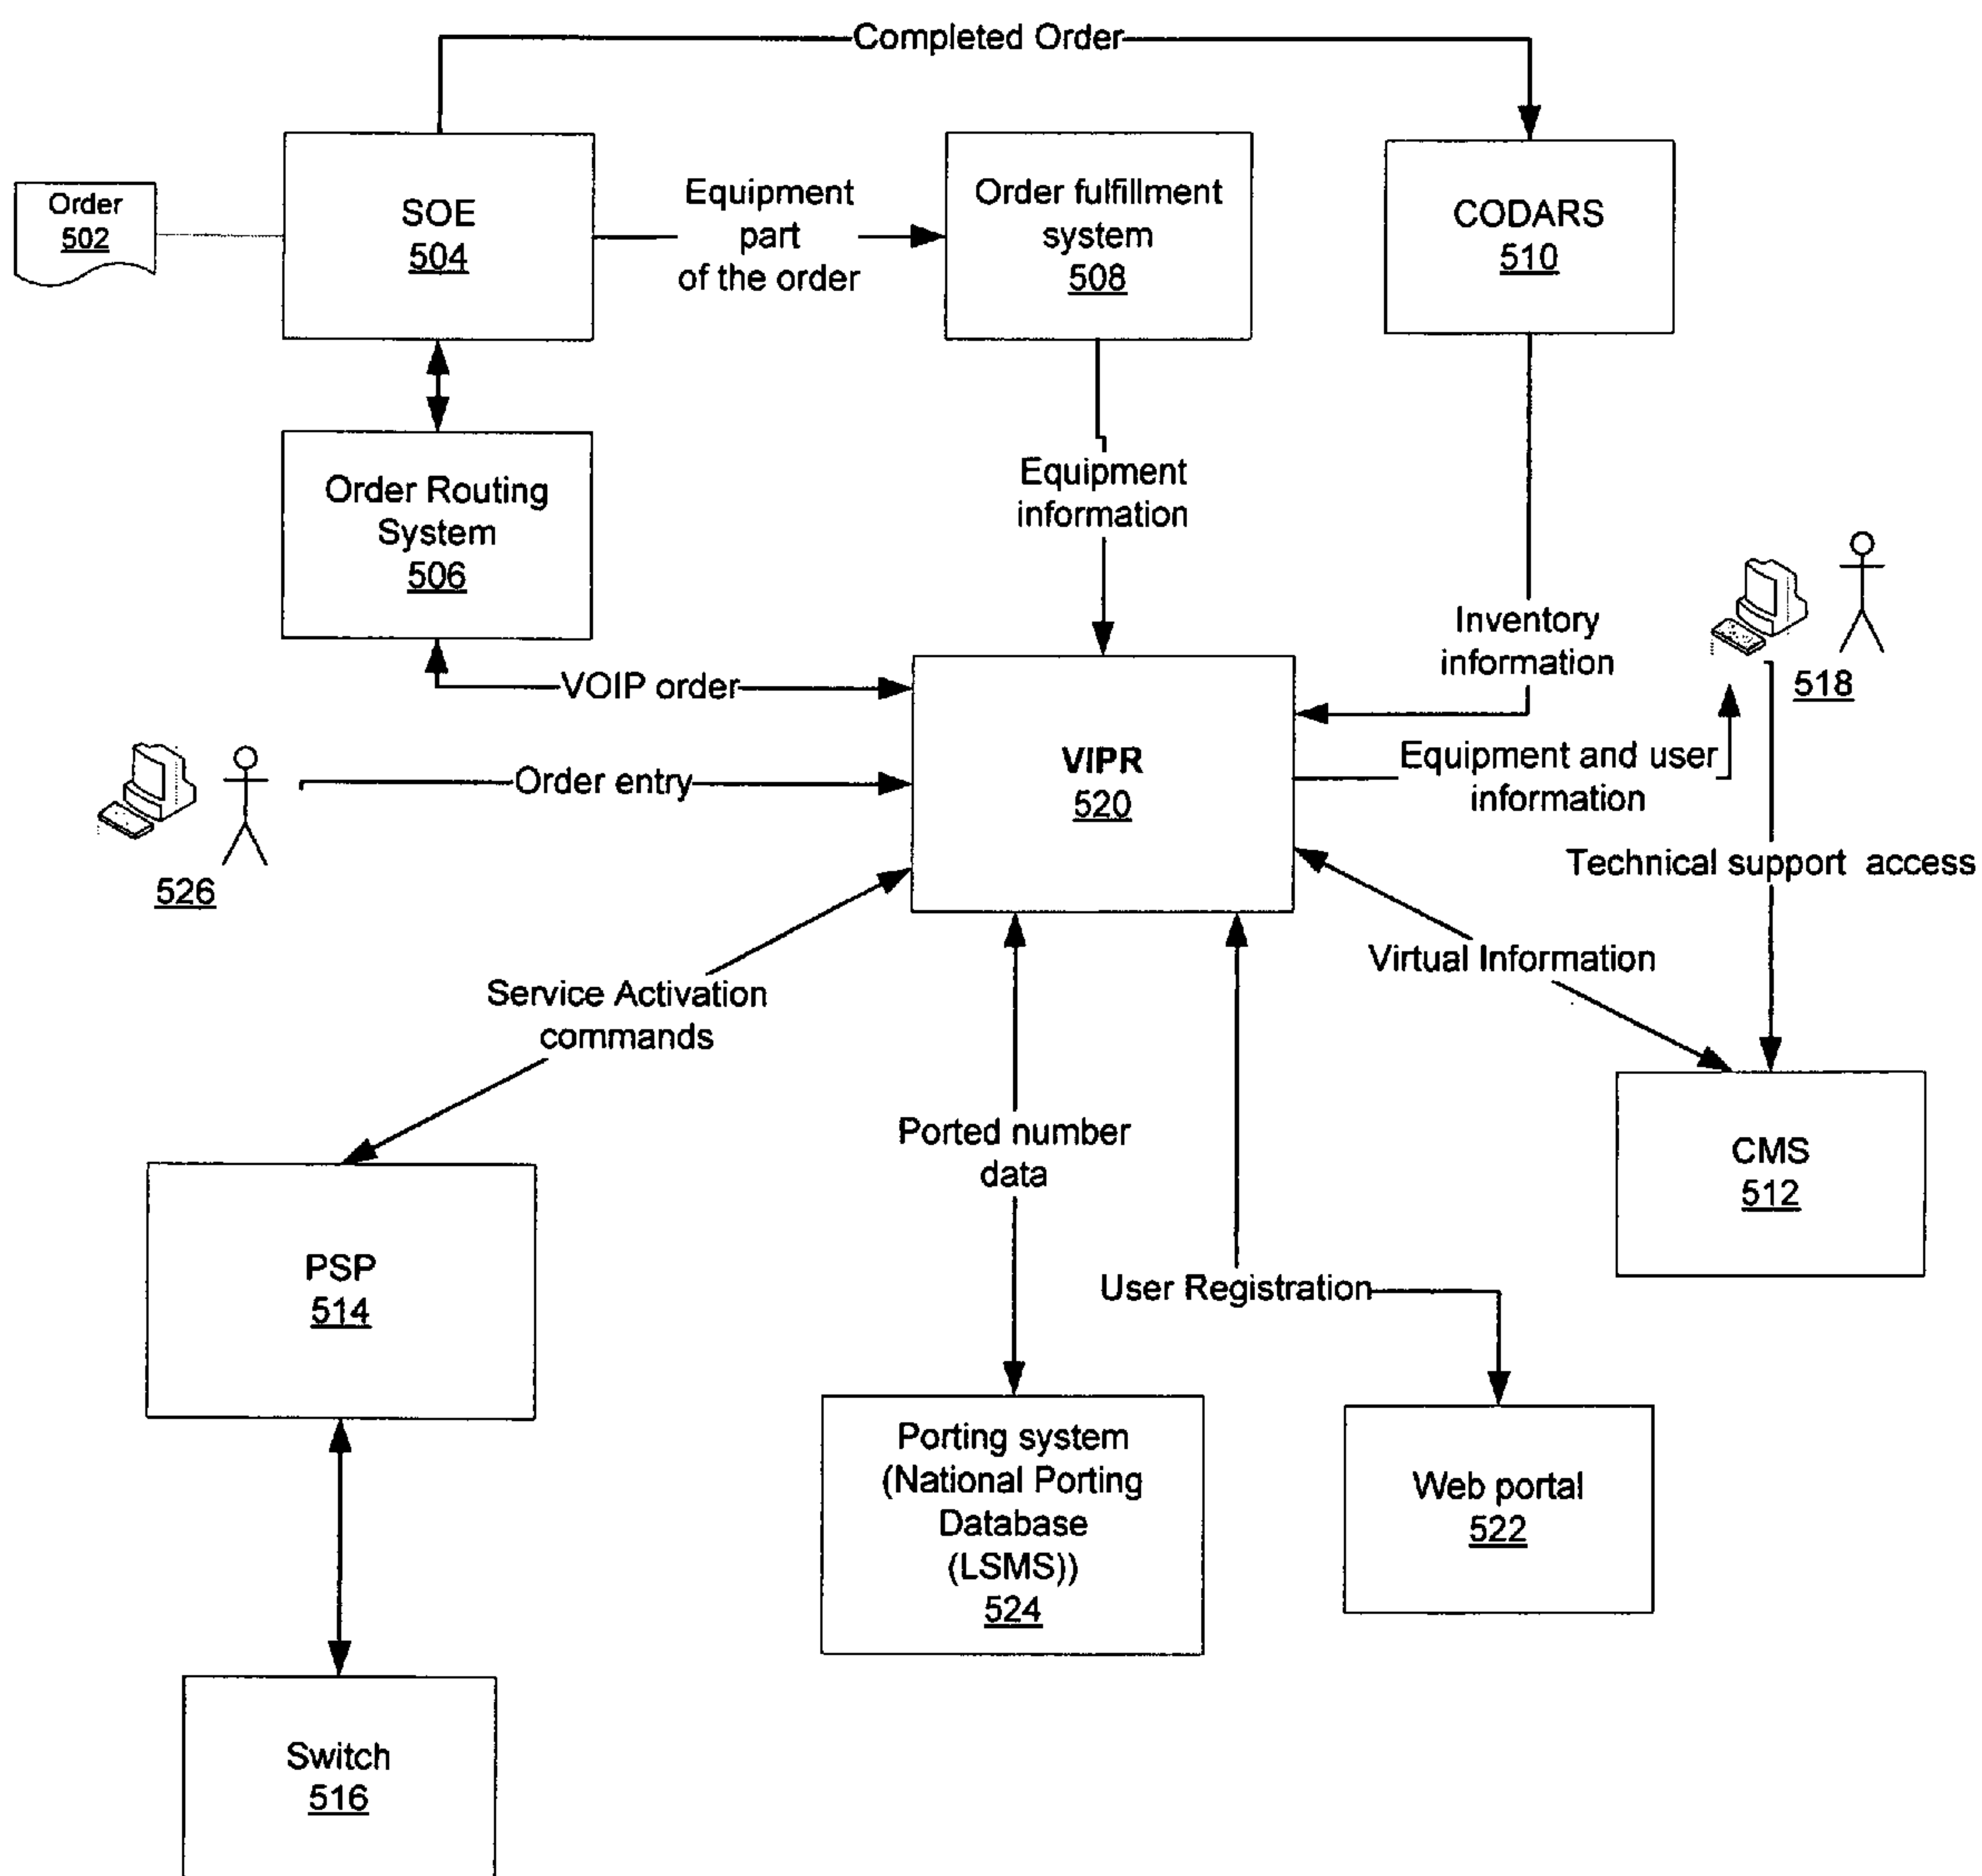 Completed Order
Order
502
SOE
504
Equipment
part
of the order
Order fulfillment
system
508
CODARS
510
Order Routing
System
506
Equipment
information
Inventory
information
518
VOIP order
VIPR
520
Order entry
526
Equipment and user
information
Technical support access
Virtual Information
Service Activation
commands
Ported number
data
CMS
512
PSP
514
User Registration
Porting system
(National Porting
Database
(LSMS))
524
Web portal
522
Switch
516